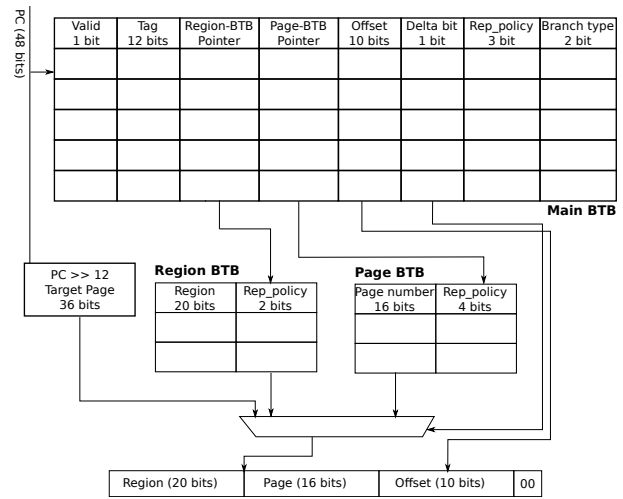 PC (48 bits)
Valid
1 bit
Tag
12 bits
Region-BTB
Pointer
Page-BTB
Pointer
Offset
10 bits
Delta bit
1 bit
Rep_policy
3 bit
Branch type
2 bit
Main BTB
PC >> 12
Target Page
36 bits
Region BTB
Region
20 bits
Rep_policy
2 bits
Page BTB
Page number
16 bits
Rep_policy
4 bits
Region (20 bits)
Page (16 bits)
Offset (10 bits)
00